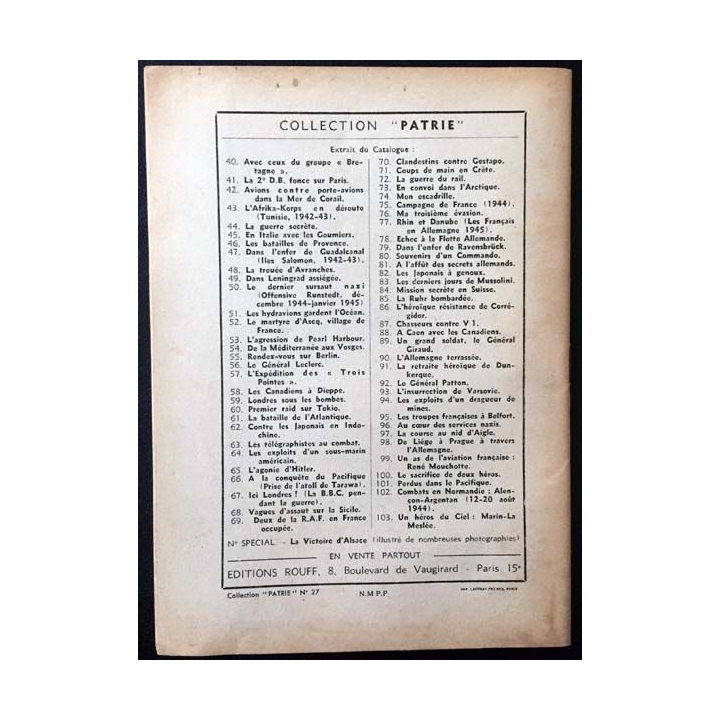 COLLECTION "PATRIE"
Extrait du Catalogue :
40. Avec ceux du groupe « Bre-
tagne ».
41. La 2e D.B. fonce sur Paris.
42. Avions contre porte-avions
dans la Mer de Corail.
43. L'Afrika-Korps en déroute
(Tunisie, 1942-43).
44. La guerre secrète.
45. En Italie avec les Goumiers.
46. Les batailles de Provence.
47. Dans l'enfer de Guadalcanal
(Iles Salomon, 1942-43).
48. La trouée d'Avranches.
49. Dans Leningrad assiégée.
50. Le dernier sursaut nazi
(Offensive Runstedt, dé-
cembre 1944-janvier 1945)
51. Les hydravions gardent l'Océan.
52. Le martyre d'Ascq, village de
France.
53. L'agression de Pearl Harbour.
54. De la Méditerranée aux Vosges.
55. Rendez-vous sur Berlin.
56. Le Général Leclerc.
57. L'Expédition des « Trois
Pointes ».
58. Les Canadiens à Dieppe.
59. Londres sous les bombes.
60. Premier raid sur Tokio.
61. La bataille de l'Atlantique.
62. Contre les Japonais en Indo-
chine.
63. Les télégraphistes au combat.
64. Les exploits d'un sous-marin
américain.
65. L'agonie d'Hitler.
66. A la conquête du Pacifique
(Prise de l'atoll de Tarawa).
67. Ici Londres ! (La B.B.C. pen-
dant la guerre).
68. Vagues d'assaut sur la Sicile.
69. Deux de la R.A.F. en France
occupée.
70. Clandestins contre Gestapo.
71. Coups de main en Crète.
72. La guerre du rail.
73. En convoi dans l'Arctique.
74. Mon escadrille.
75. Campagne de France (1944).
76. Ma troisième évasion.
77. Rhin et Danube (Les Français
en Allemagne 1945).
78. Echec à la Flotte Allemande.
79. Dans l'enfer de Ravensbrück.
80. Souvenirs d'un Commando.
81. A l'affût des secrets allemands.
82. Les Japonais à genoux.
83. Les derniers jours de Mussolini.
84. Mission secrète en Suisse.
85. La Ruhr bombardée.
86. L'héroïque résistance de Corré-
gidor.
87. Chasseurs contre V 1.
88. A Caen avec les Canadiens.
89. Un grand soldat, le Général
Giraud.
90. L'Allemagne terrassée.
91. La retraite héroïque de Dun-
kerque.
92. Le Général Patton.
93. L'insurrection de Varsovie.
94. Les exploits d'un dragueur de
mines.
95. Les troupes françaises à Belfort.
96. Au cœur des services nazis.
97. La course au nid d'Aigle.
98. De Liège à Prague à travers
l'Allemagne.
99. Un as de l'aviation française :
René Mouchotte.
100. Le sacrifice de deux héros.
101. Perdus dans le Pacifique.
102. Combats en Normandie : Alen-
çon-Argentan (12-20 août
1944).
103. Un héros du Ciel : Marin-La
Meslée.
N° SPECIAL - La Victoire d'Alsace (illustré de nombreuses photographies)
EN VENTE PARTOUT
EDITIONS ROUFF, 8, Boulevard de Vaugirard - Paris 15e
Collection "PATRIE" N° 27 N.M.P.P.